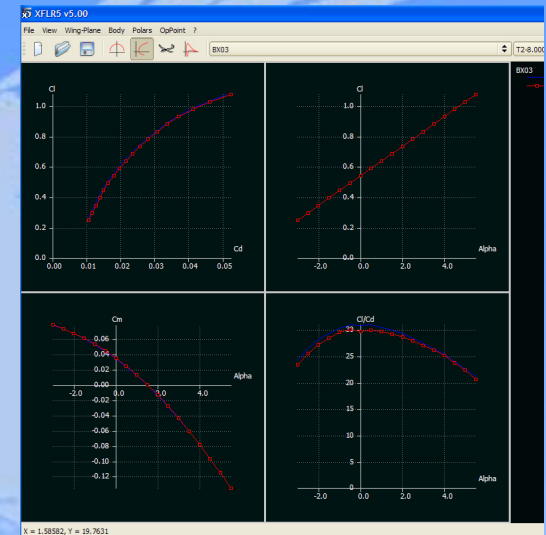 XFLR5 v5.00
File View Wing-Plane Body Polars OpPoint ?
BX03
T2-8.000
BX03
Cl
1.0
0.8
0.6
0.4
0.2
0.0
0.00 0.01 0.02 0.03 0.04 0.05
Cd
Cl
1.0
0.8
0.6
0.4
0.2
0.0
-2.0 2.0 4.0
Alpha
Cm
0.06
0.04
0.02
0.00
-0.02
-0.04
-0.06
-0.08
-0.10
-0.12
-2.0 0.0 2.0 4.0
Alpha
Cl/Cd
25
20
15
10
5
0
-2.0 0.0 2.0 4.0
Alpha
X = 1.58582, Y = 19.7631